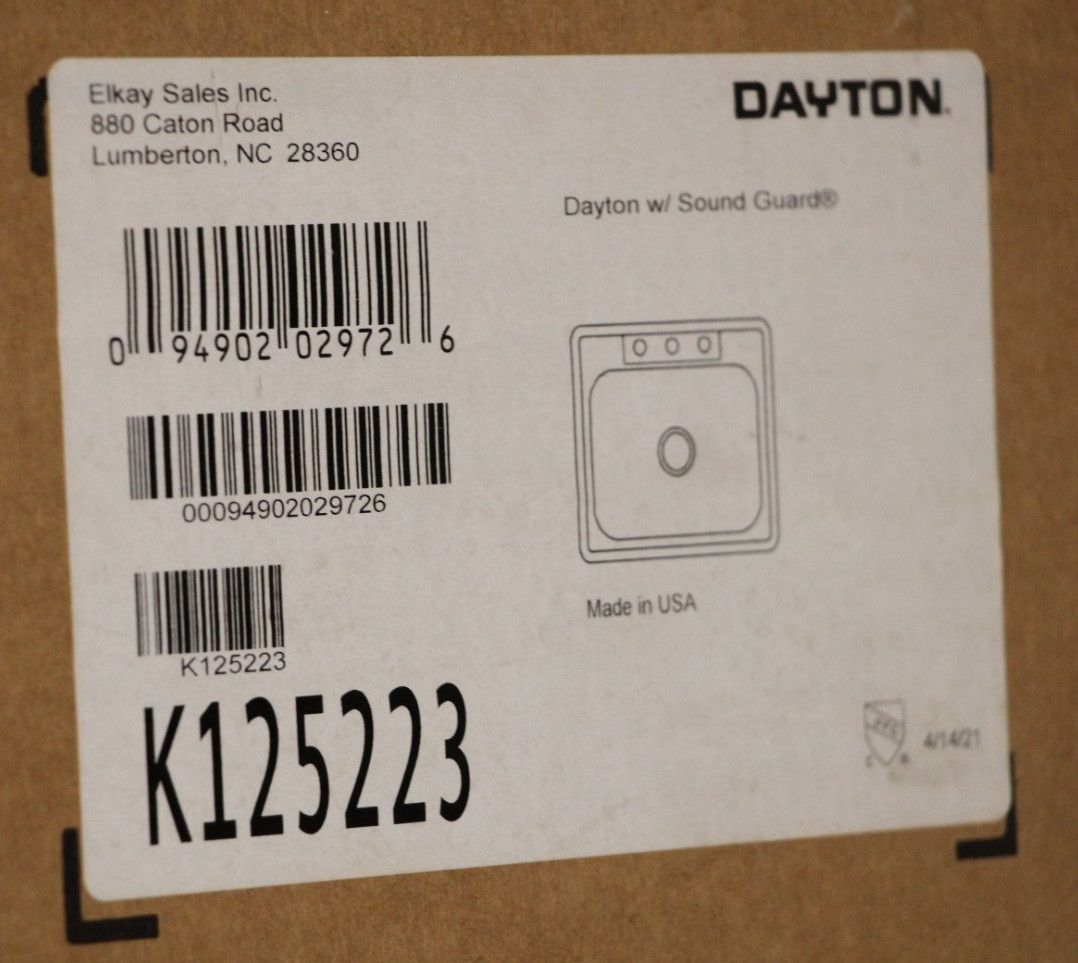 Elkay Sales Inc.
880 Caton Road
Lumberton, NC 28360
DAYTON
Dayton w/ Sound Guard®
0 94902 02972 6
00094902029726
K125223
K125223
Made in USA
4/14/21